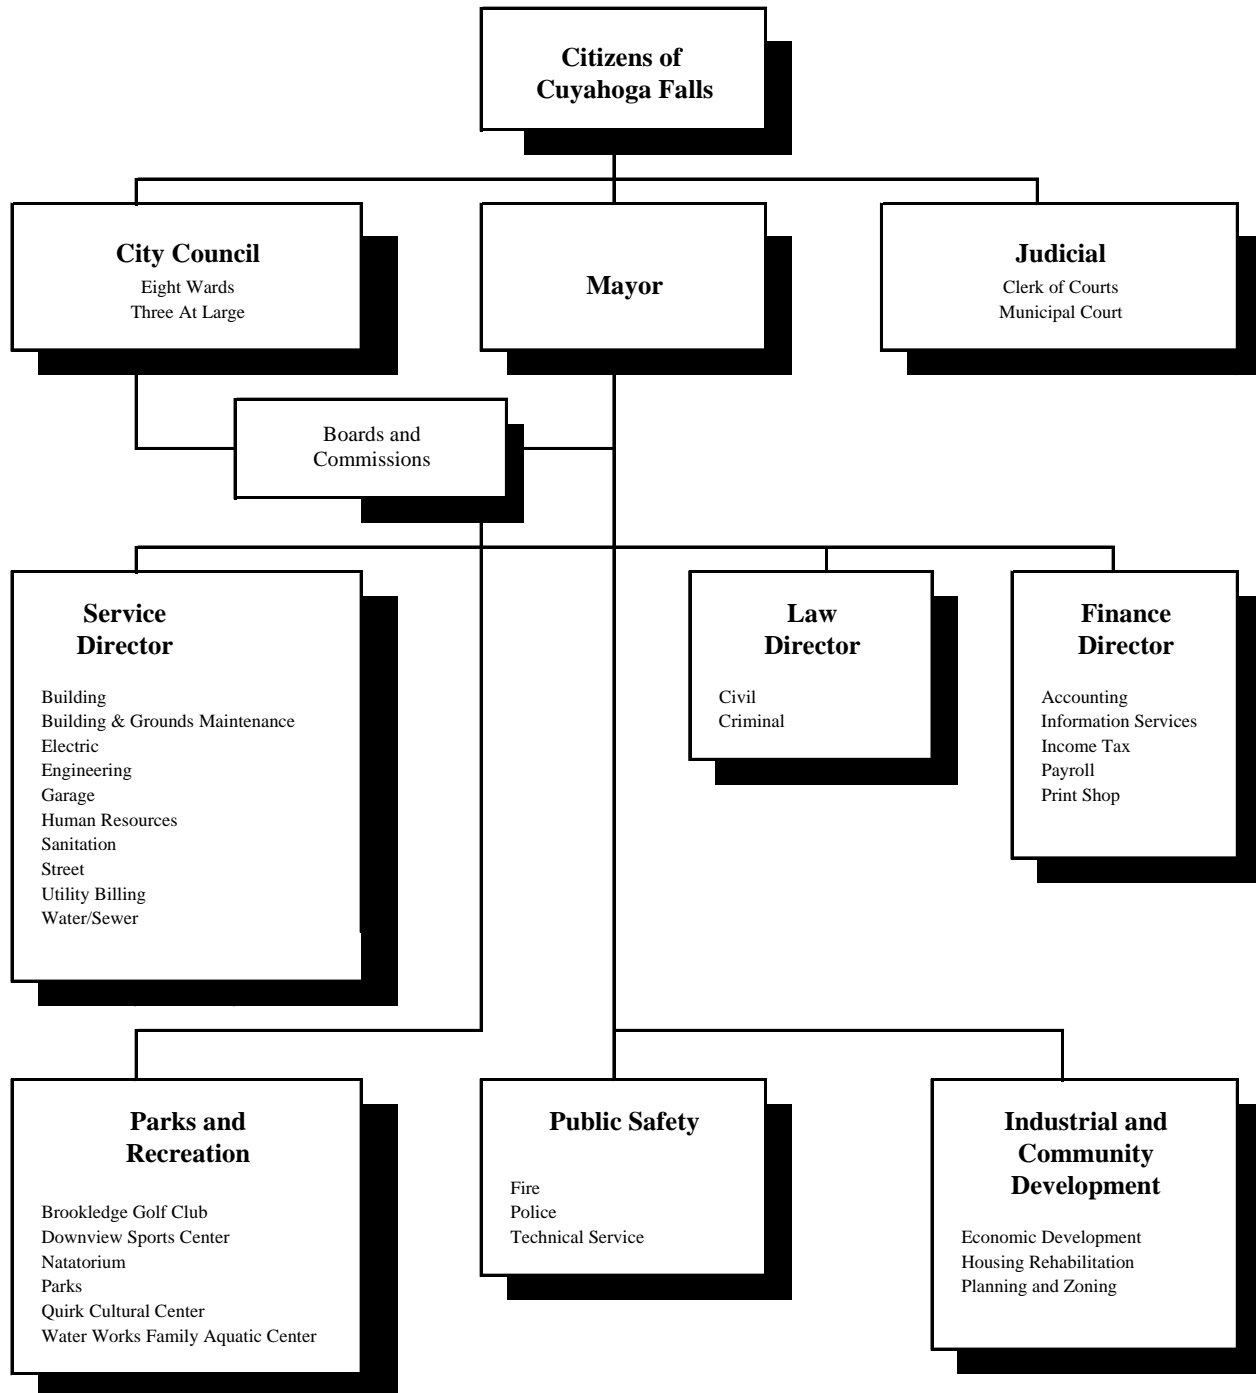 Citizens of
Cuyahoga Falls
City Council
Eight Wards
Three At Large
Mayor
Judicial
Clerk of Courts
Municipal Court
Boards and
Commissions
Service
Director
Building
Building & Grounds Maintenance
Electric
Engineering
Garage
Human Resources
Sanitation
Street
Utility Billing
Water/Sewer
Law
Director
Civil
Criminal
Finance
Director
Accounting
Information Services
Income Tax
Payroll
Print Shop
Parks and
Recreation
Brookledge Golf Club
Downview Sports Center
Natatorium
Parks
Quirk Cultural Center
Water Works Family Aquatic Center
Public Safety
Fire
Police
Technical Service
Industrial and
Community
Development
Economic Development
Housing Rehabilitation
Planning and Zoning